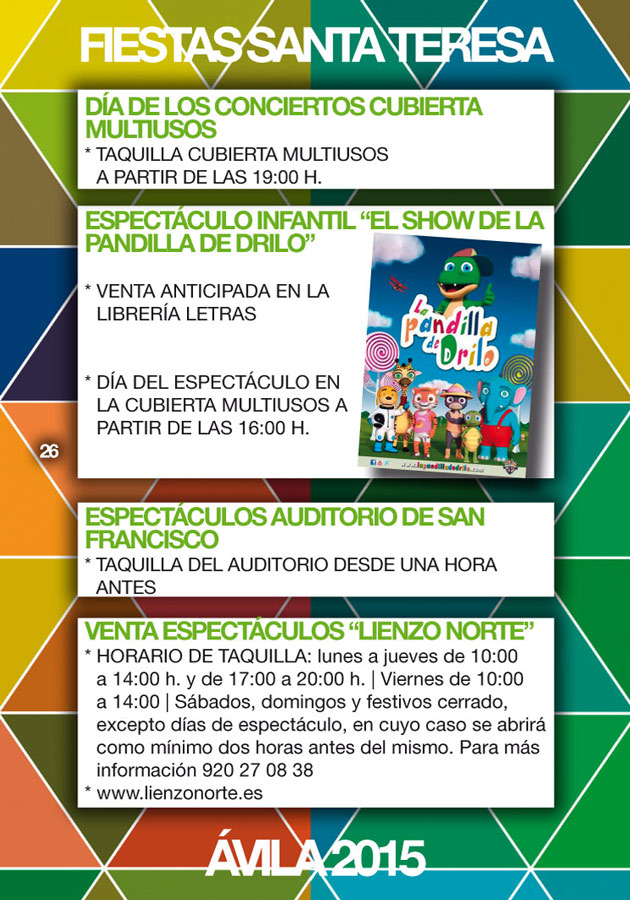 FIESTAS SANTA TERESA
DÍA DE LOS CONCIERTOS CUBIERTA
MULTIUSOS
* TAQUILLA CUBIERTA MULTIUSOS
A PARTIR DE LAS 19:00 H.
ESPECTÁCULO INFANTIL “EL SHOW DE LA
PANDILLA DE DRILO”
* VENTA ANTICIPADA EN LA
LIBRERÍA LETRAS
* DÍA DEL ESPECTÁCULO EN
LA CUBIERTA MULTIUSOS A
PARTIR DE LAS 16:00 H.
La
pandilla
de Drilo
www.lapandilladedrilo.com
26
ESPECTÁCULOS AUDITORIO DE SAN
FRANCISCO
* TAQUILLA DEL AUDITORIO DESDE UNA HORA
ANTES
VENTA ESPECTÁCULOS “LIENZO NORTE”
* HORARIO DE TAQUILLA: lunes a jueves de 10:00
a 14:00 h. y de 17:00 a 20:00 h. | Viernes de 10:00
a 14:00 | Sábados, domingos y festivos cerrado,
excepto días de espectáculo, en cuyo caso se abrirá
como mínimo dos horas antes del mismo. Para más
información 920 27 08 38
* www.lienzonorte.es
ÁVILA 2015